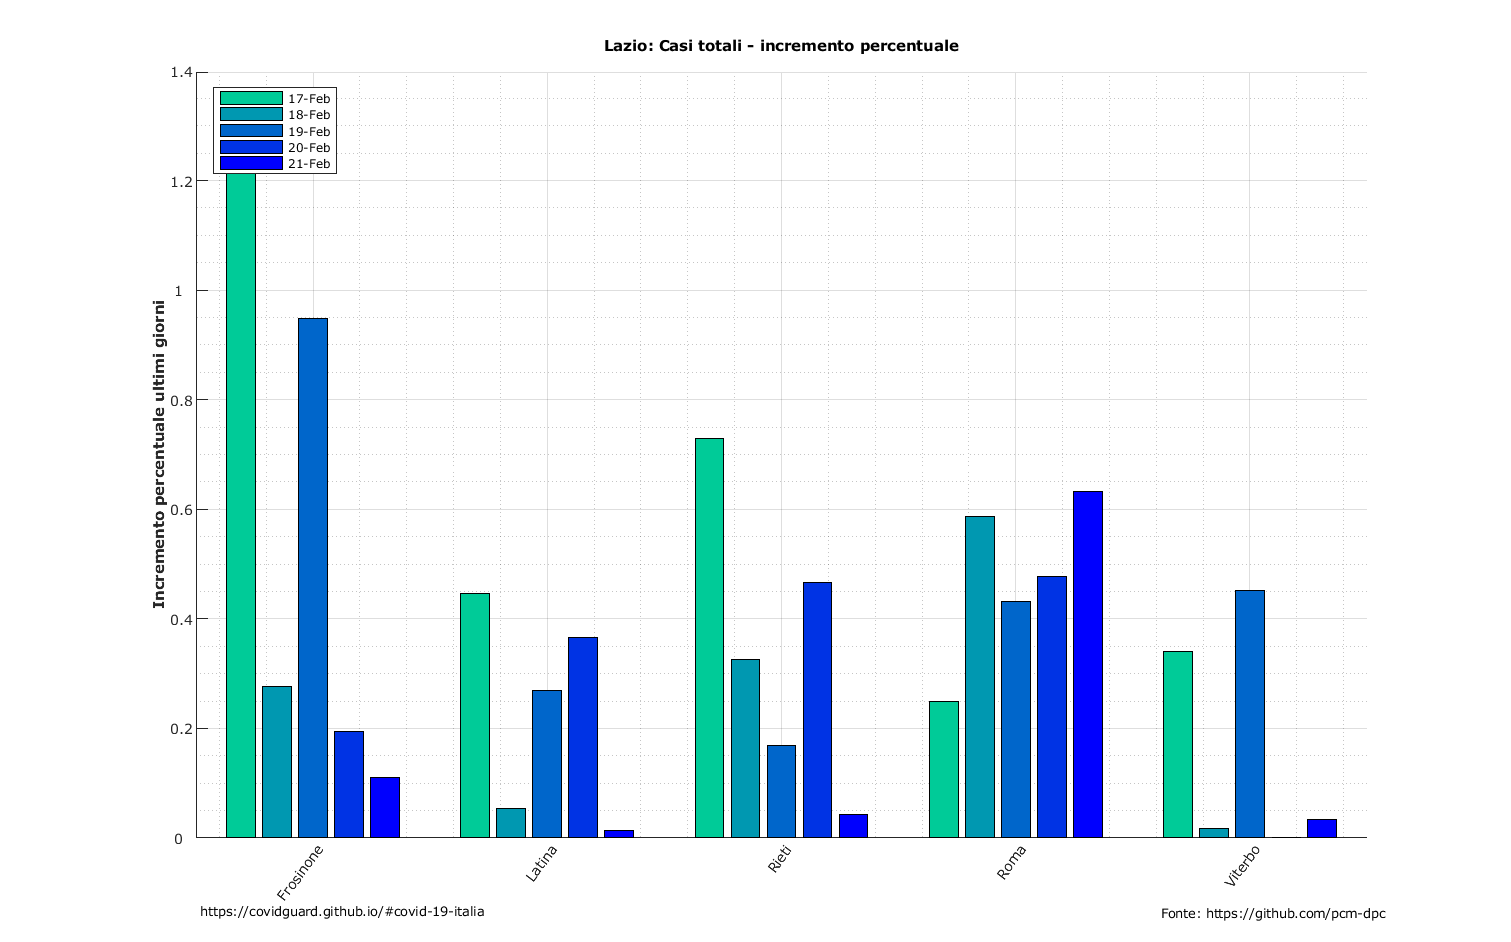 Lazio: Casi totali - incremento percentuale
1.4
1.2
1
0.8
0.6
0.4
0.2
0
Incremento percentuale ultimi giorni
17-Feb
18-Feb
19-Feb
20-Feb
21-Feb
Frosinone
Latina
Rieti
Roma
Viterbo
https://covidguard.github.io/#covid-19-italia
Fonte: https://github.com/pcm-dpc